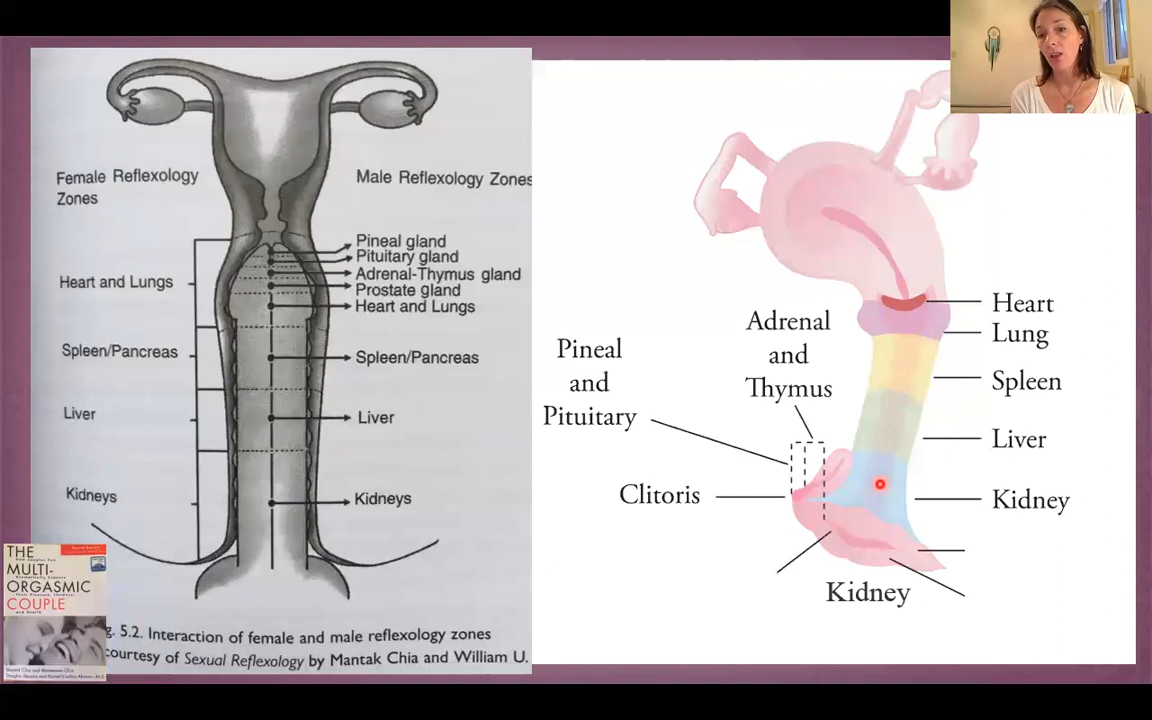 Female Reflexology
Zones
Male Reflexology Zones
Pineal gland
Pituitary gland
Adrenal-Thymus gland
Prostate gland
Heart and Lungs
Heart and Lungs
Spleen/Pancreas
Spleen/Pancreas
Liver
Liver
Kidneys
Kidneys
THE
MULTI-
ORGASMIC
COUPLE
g. 5.2. Interaction of female and male reflexology zones
courtesy of Sexual Reflexology by Mantak Chia and William U.
Pineal
and
Pituitary
Adrenal
and
Thymus
Clitoris
Heart
Lung
Spleen
Liver
Kidney
Kidney